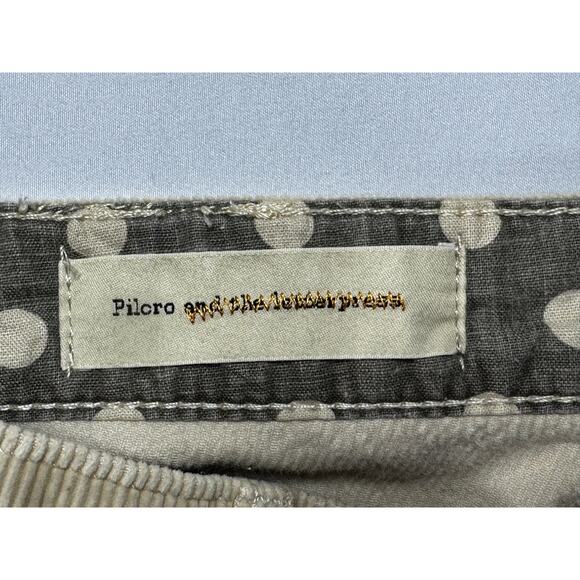 Pilcro and the letterpress